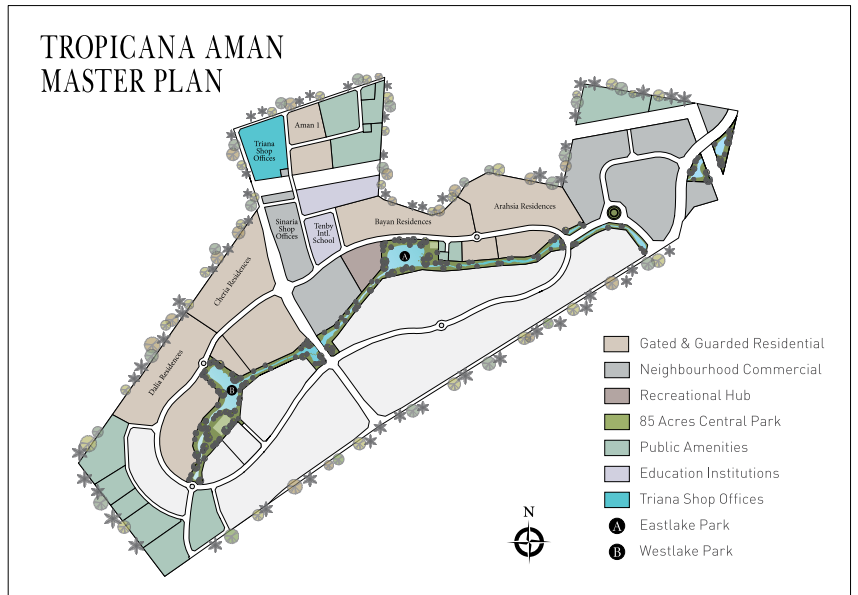 TROPICANA AMAN
MASTER PLAN
Aman 1
Triana
Shop
Offices
Sinaria
Shop
Offices
Tenby
Intl.
School
Bayan Residences
Arahsia Residences
Cheria Residences
Dalia Residences
A
B
Gated & Guarded Residential
Neighbourhood Commercial
Recreational Hub
85 Acres Central Park
Public Amenities
Education Institutions
Triana Shop Offices
A Eastlake Park
B Westlake Park
N